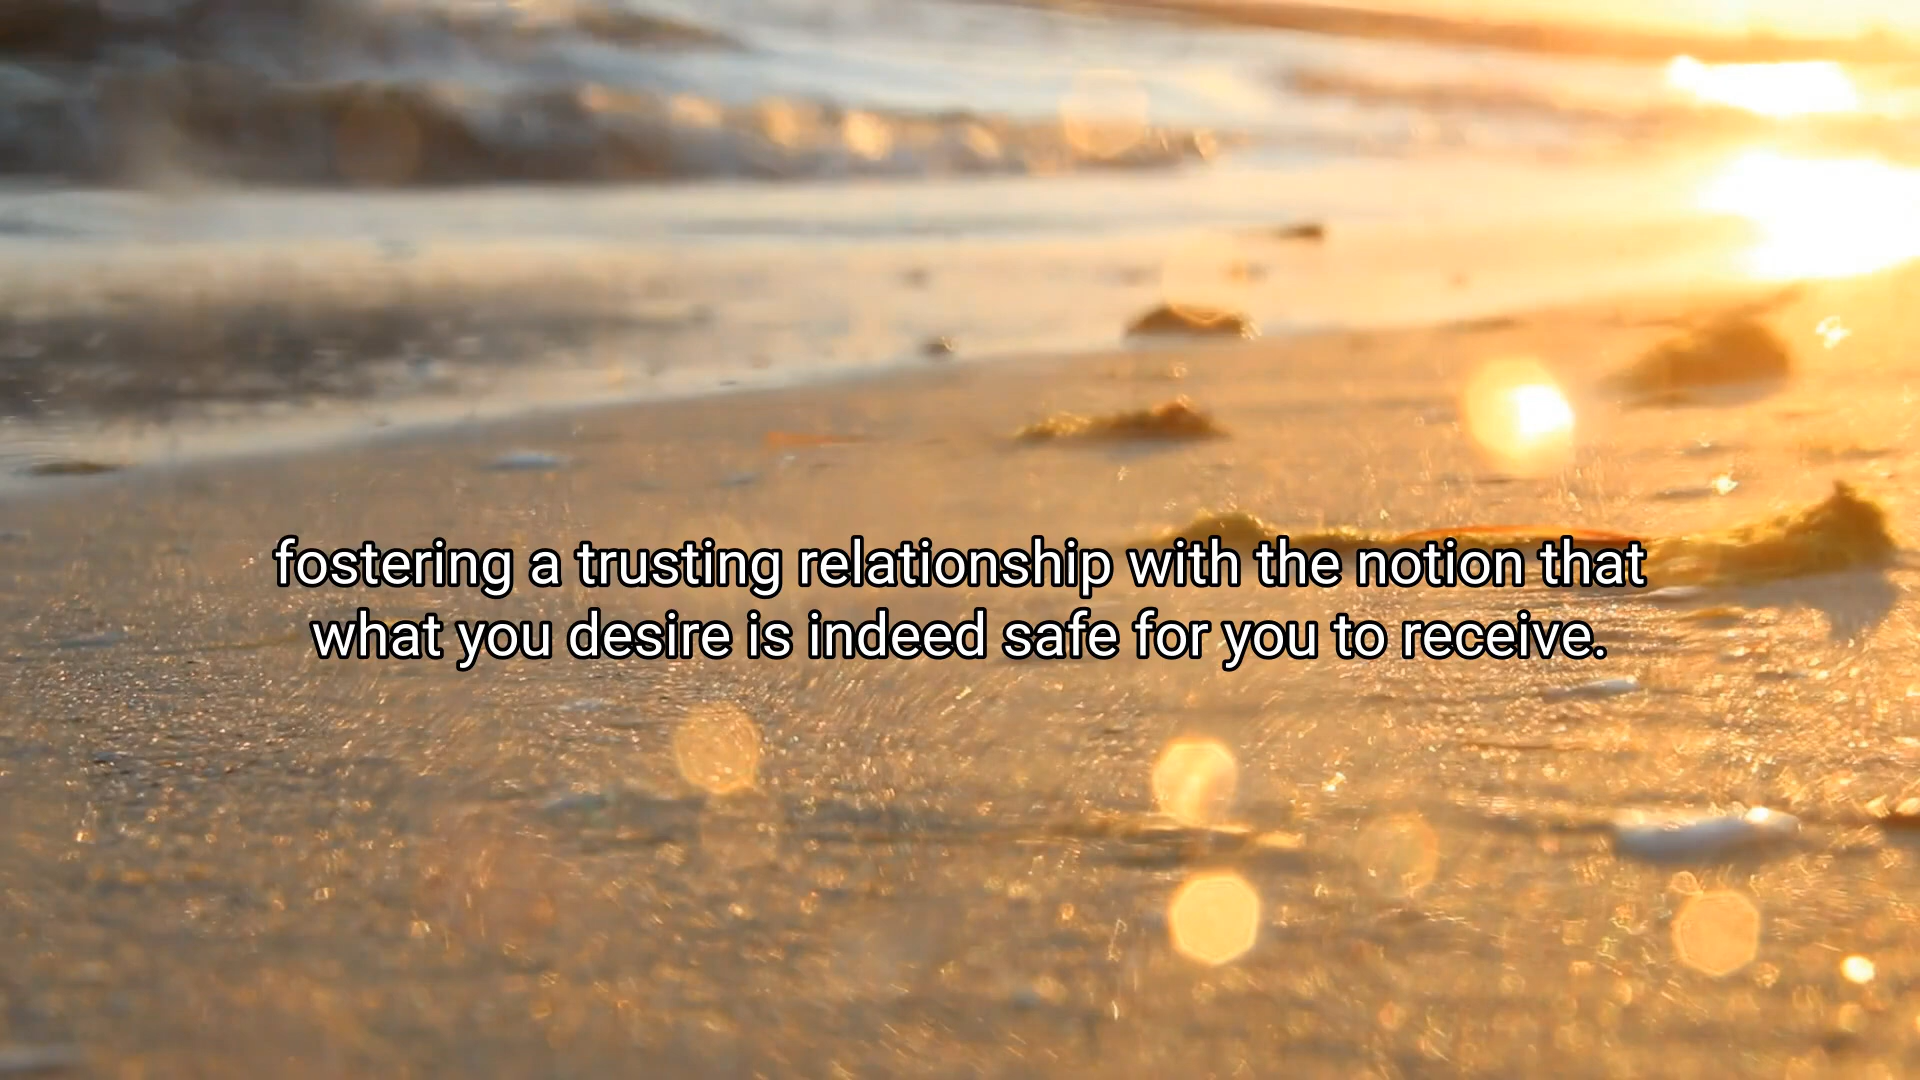 fostering a trusting relationship with the notion that
what you desire is indeed safe for you to receive.